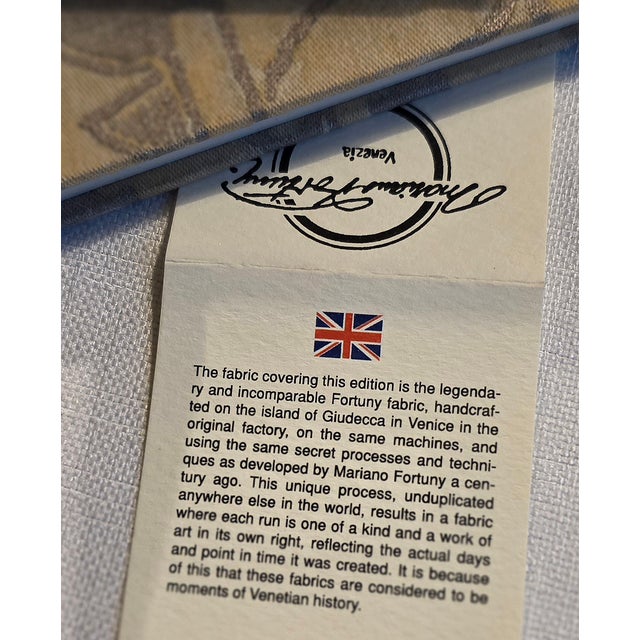 Venezia
Mariano Fortuny
The fabric covering this edition is the legenda-
ry and incomparable Fortuny fabric, handcraf-
ted on the island of Giudecca in Venice in the
original factory, on the same machines, and
using the same secret processes and techni-
ques as developed by Mariano Fortuny a cen-
tury ago. This unique process, unduplicated
anywhere else in the world, results in a fabric
where each run is one of a kind and a work of
art in its own right, reflecting the actual days
and point in time it was created. It is because
of this that these fabrics are considered to be
moments of Venetian history.